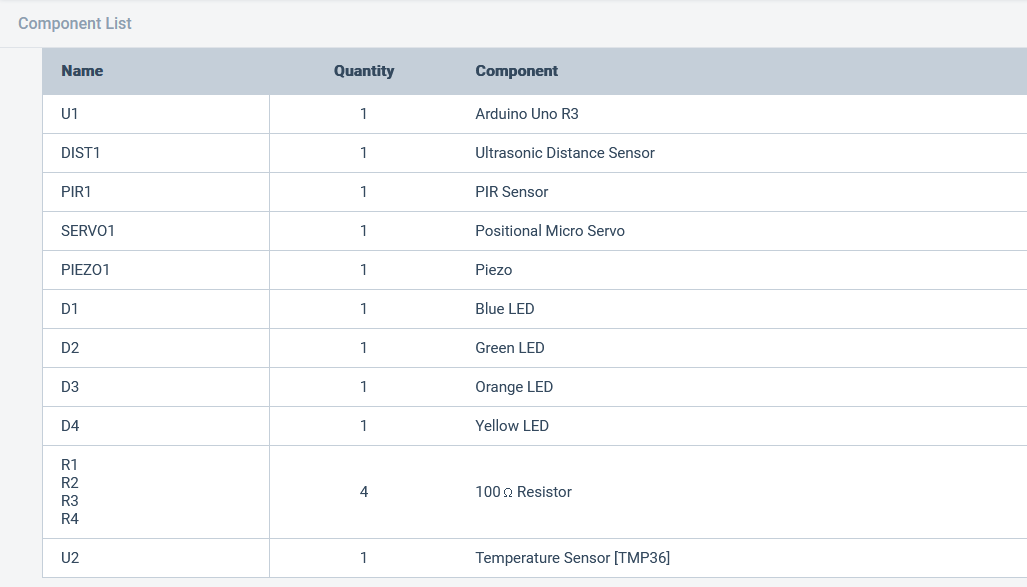 Component List
Name Quantity Component
U1 1 Arduino Uno R3
DIST1 1 Ultrasonic Distance Sensor
PIR1 1 PIR Sensor
SERVO1 1 Positional Micro Servo
PIEZO1 1 Piezo
D1 1 Blue LED
D2 1 Green LED
D3 1 Orange LED
D4 1 Yellow LED
R1
R2
R3
R4
4 100 Ω Resistor
U2 1 Temperature Sensor [TMP36]